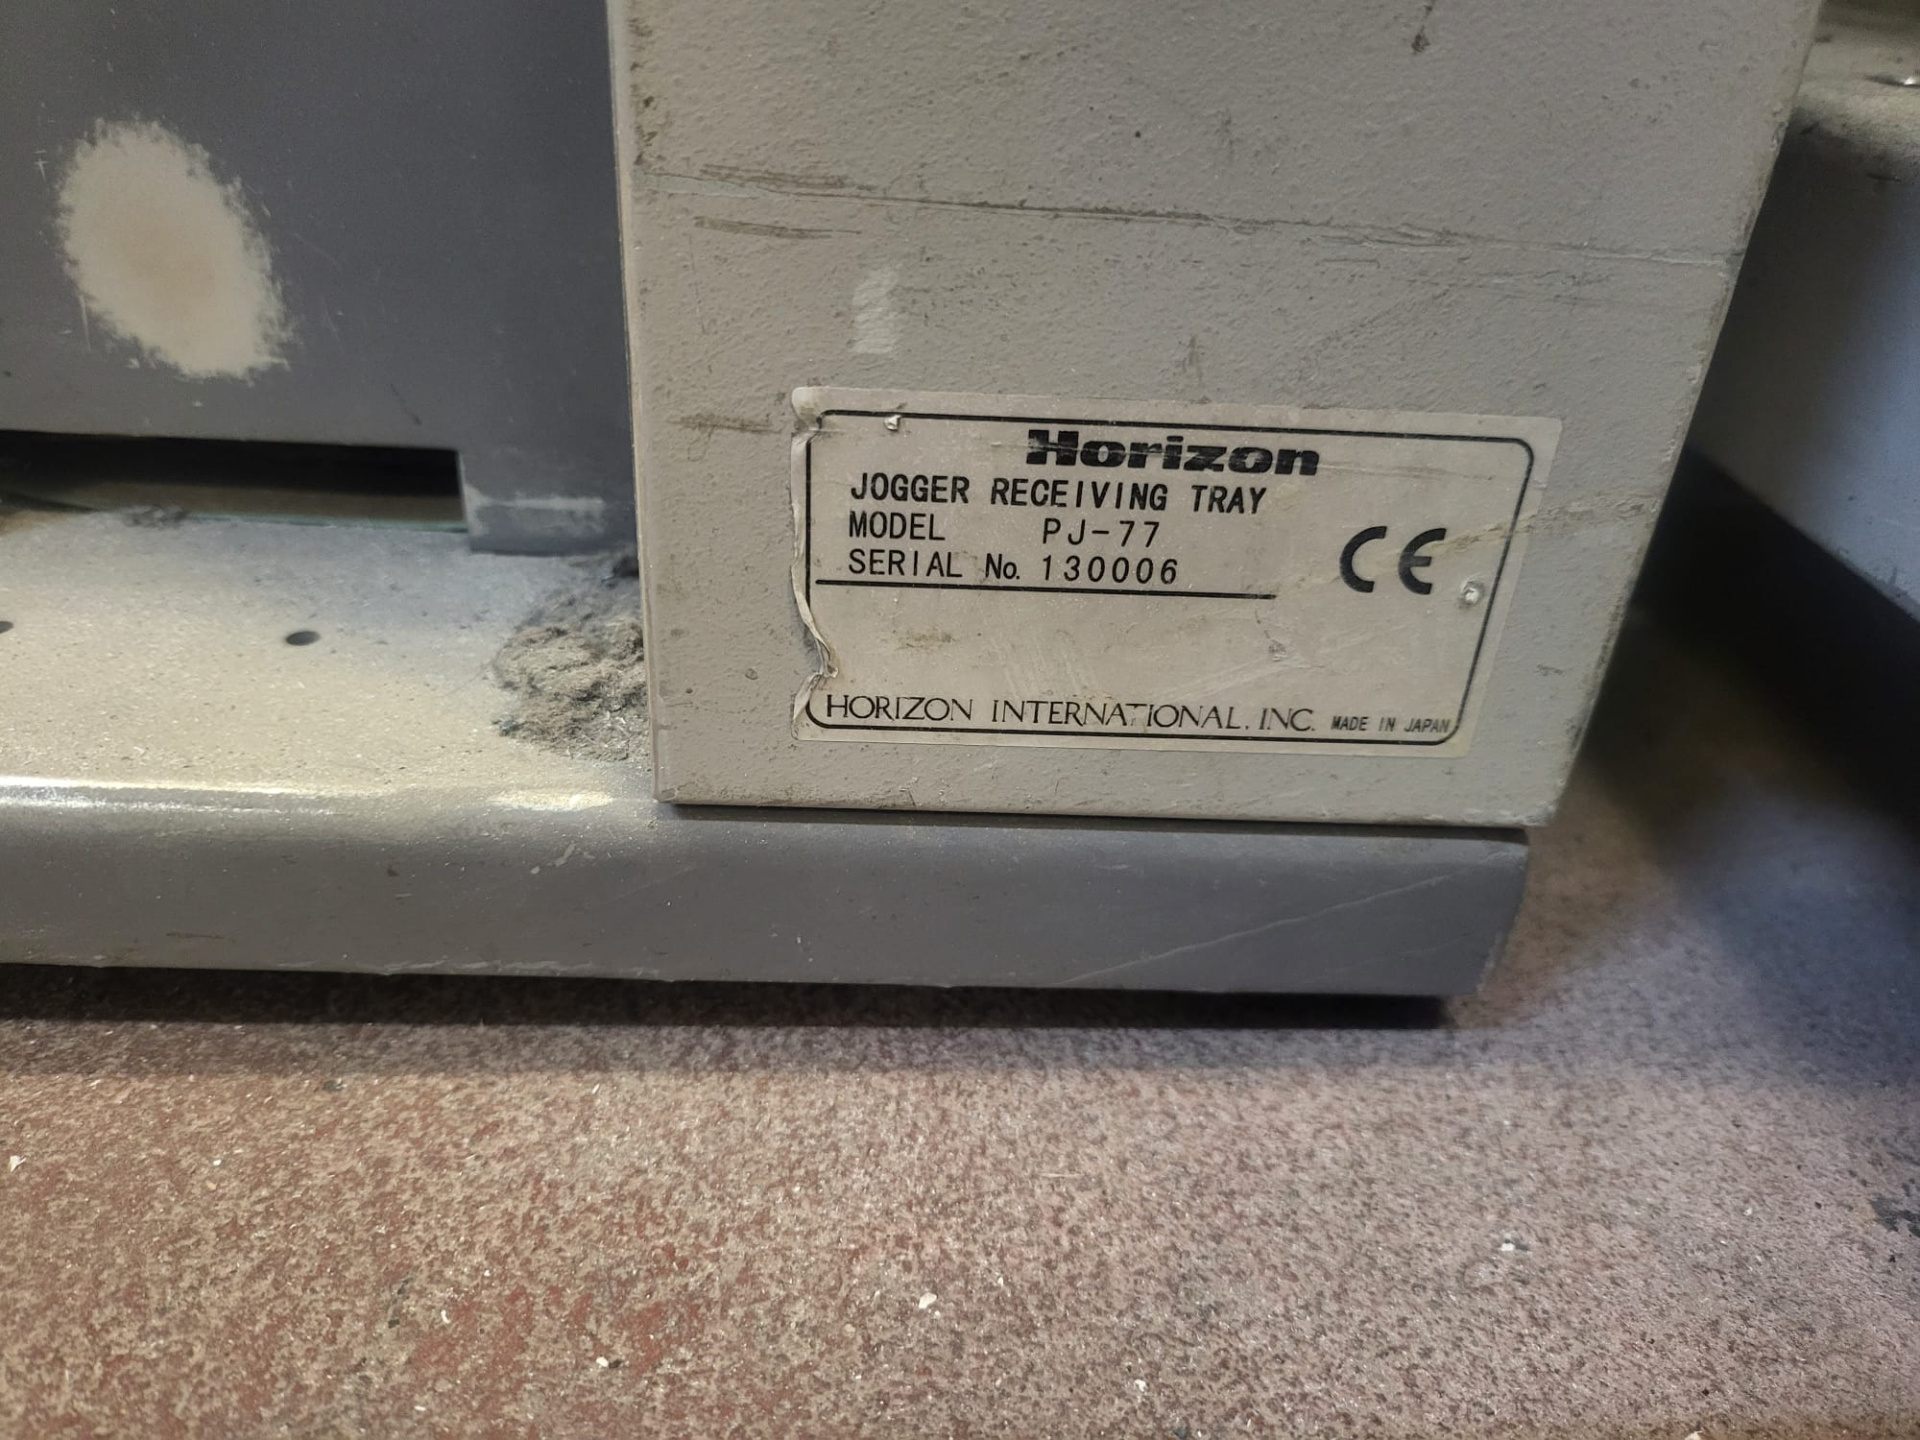 Horizon
JOGGER RECEIVING TRAY
MODEL PJ-77
SERIAL No. 130006
CE
HORIZON INTERNATIONAL, INC. MADE IN JAPAN